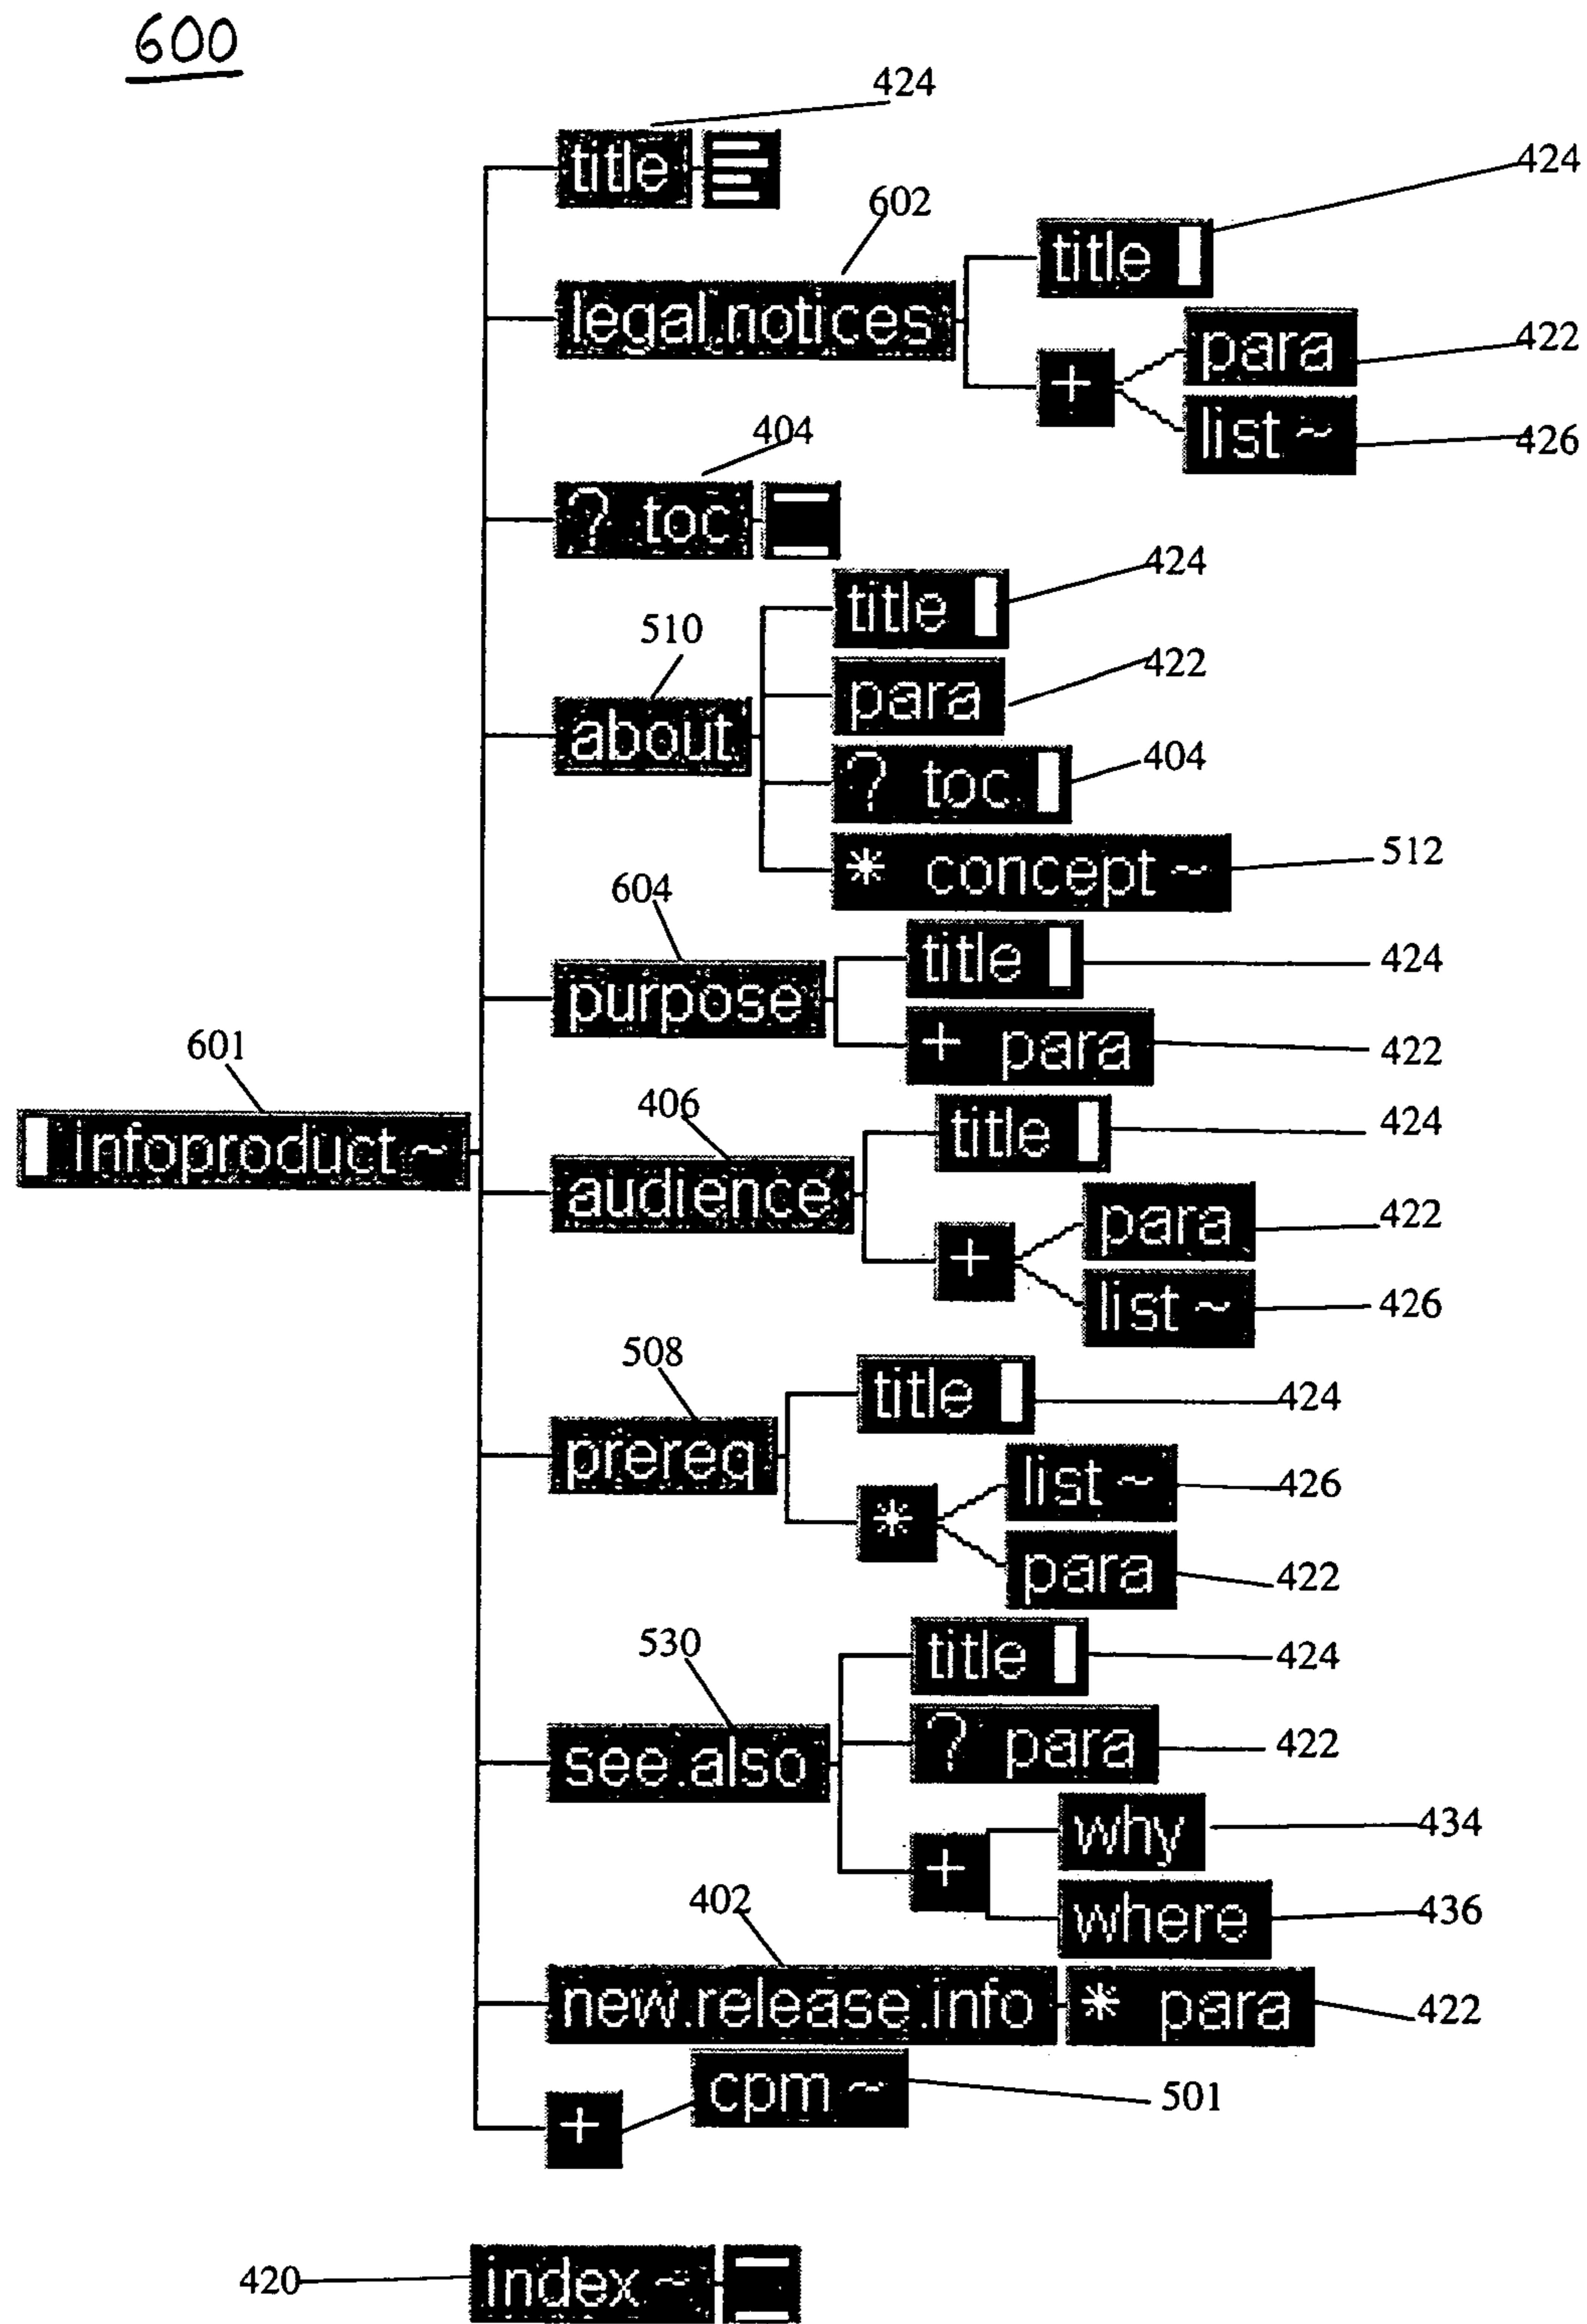 600
424
title
424
602
title
legal.notices
422
para
+
426
list ~
404
? toc
424
title
510
422
para
about
404
? toc
512
* concept ~
604
424
title
purpose
422
+ para
601
406
424
title
infoproduct ~
audience
422
para
+
426
list ~
508
424
title
prereq
426
list ~
*
422
para
530
424
title
422
? para
see.also
434
why
+
402
436
where
new.release.info
* para
422
cpm ~
501
+
420
index ~